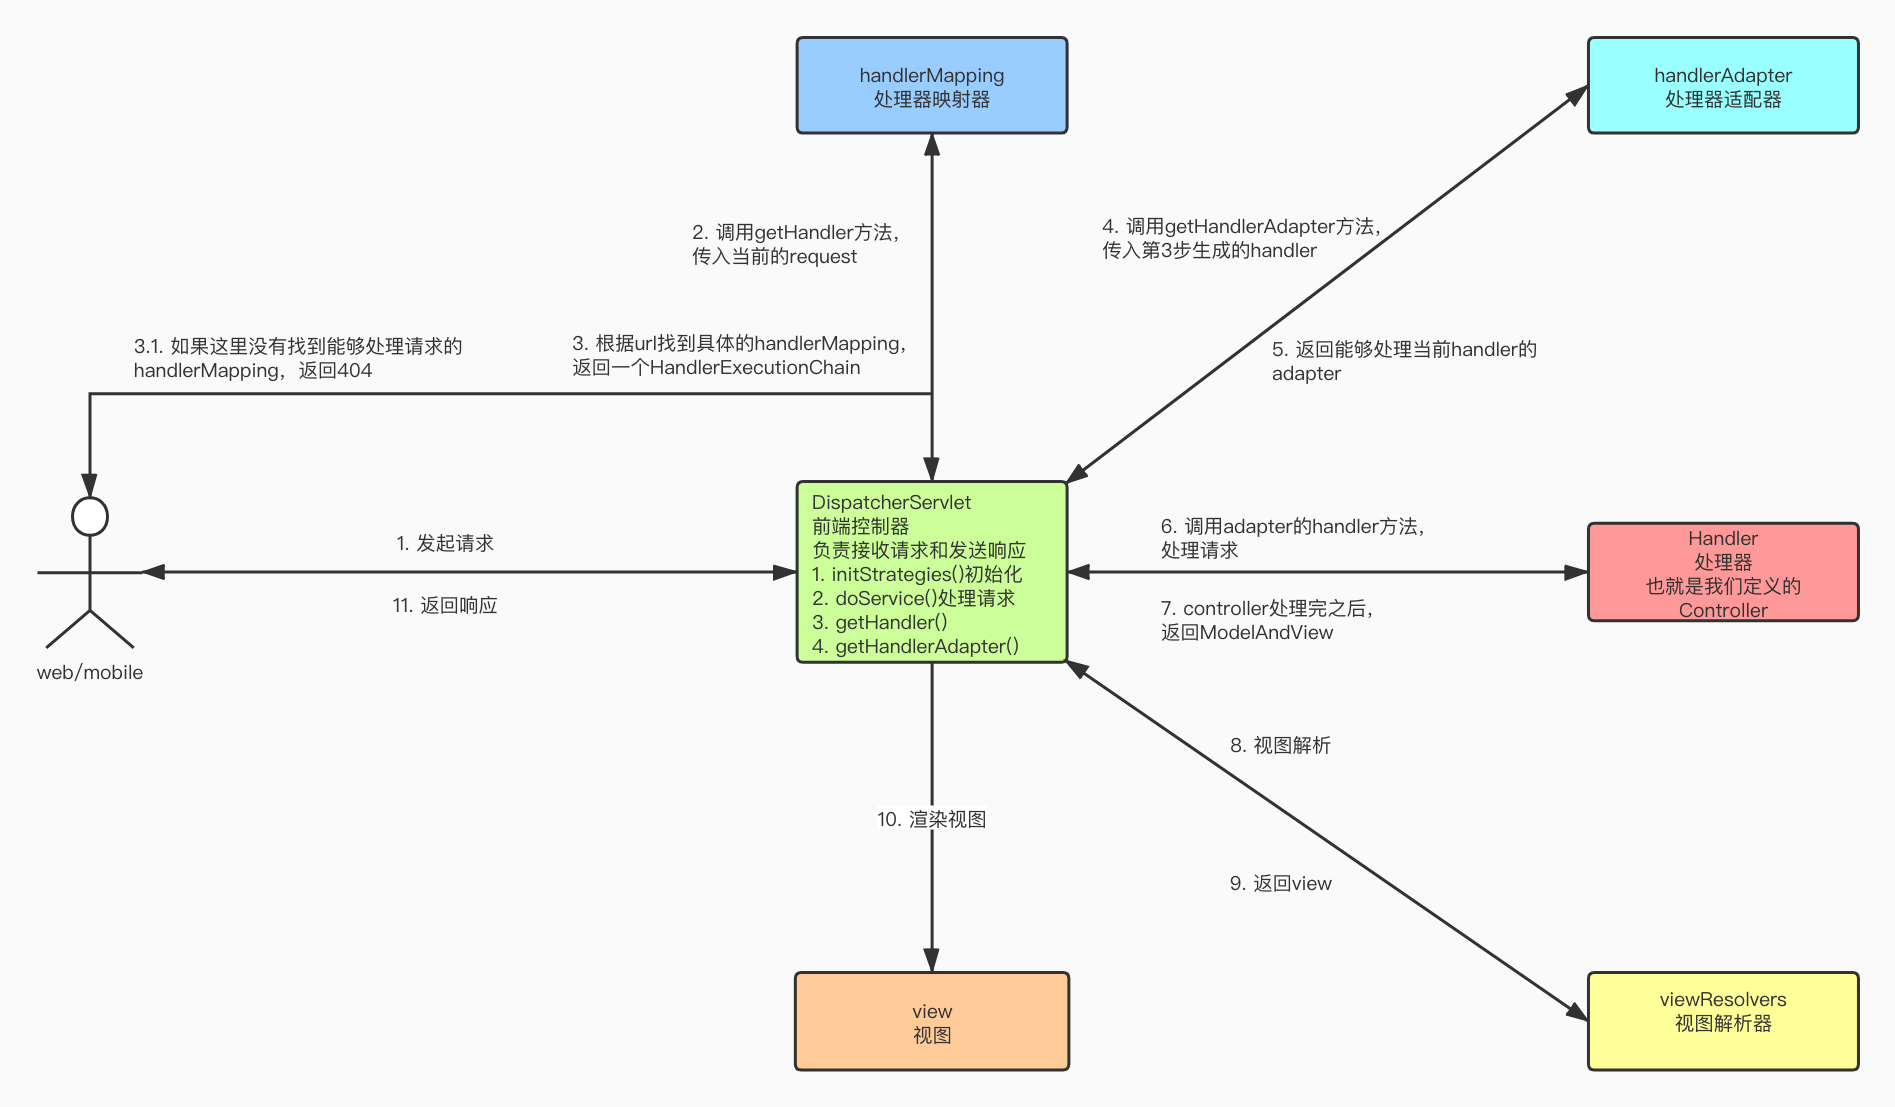 handlerMapping
处理器映射器
handlerAdapter
处理器适配器
2. 调用getHandler方法，
传入当前的request
4. 调用getHandlerAdapter方法，
传入第3步生成的handler
3.1. 如果这里没有找到能够处理请求的
handlerMapping，返回404
3. 根据url找到具体的handlerMapping，
返回一个HandlerExecutionChain
5. 返回能够处理当前handler的
adapter
1. 发起请求
11. 返回响应
web/mobile
DispatcherServlet
前端控制器
负责接收请求和发送响应
1. initStrategies()初始化
2. doService()处理请求
3. getHandler()
4. getHandlerAdapter()
6. 调用adapter的handler方法，
处理请求
7. controller处理完之后，
返回ModelAndView
Handler
处理器
也就是我们定义的
Controller
8. 视图解析
10. 渲染视图
9. 返回view
view
视图
viewResolvers
视图解析器